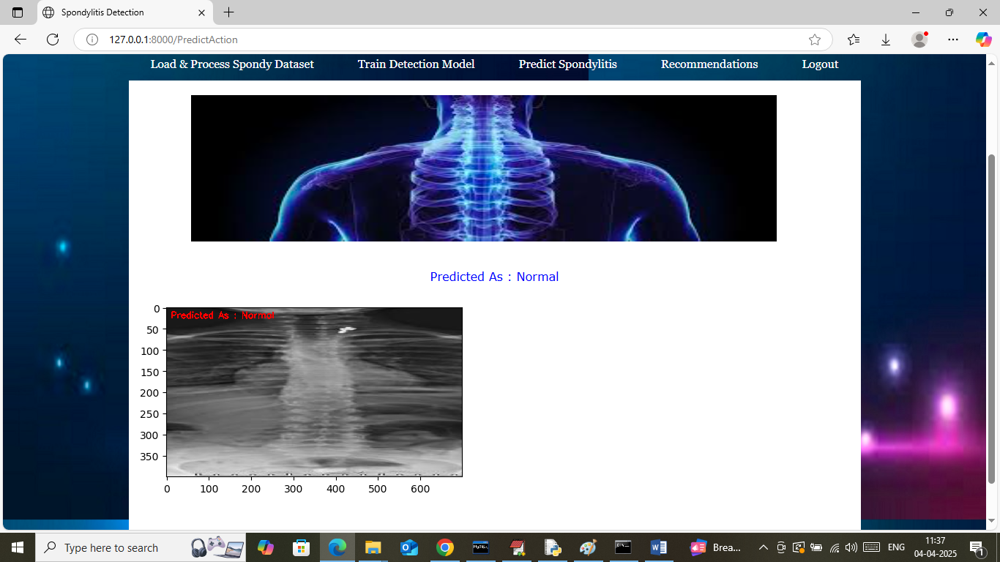 Spondylitis Detection
127.0.0.1:8000/PredictAction
Load & Process Spondy Dataset Train Detection Model Predict Spondylitis Recommendations Logout
Predicted As : Normal
Predicted As : Normal
0
50
100
150
200
250
300
350
0 100 200 300 400 500 600
Type here to search
MySQL
C:\_
W
Brea...
ENG
11:37
04-04-2025
1